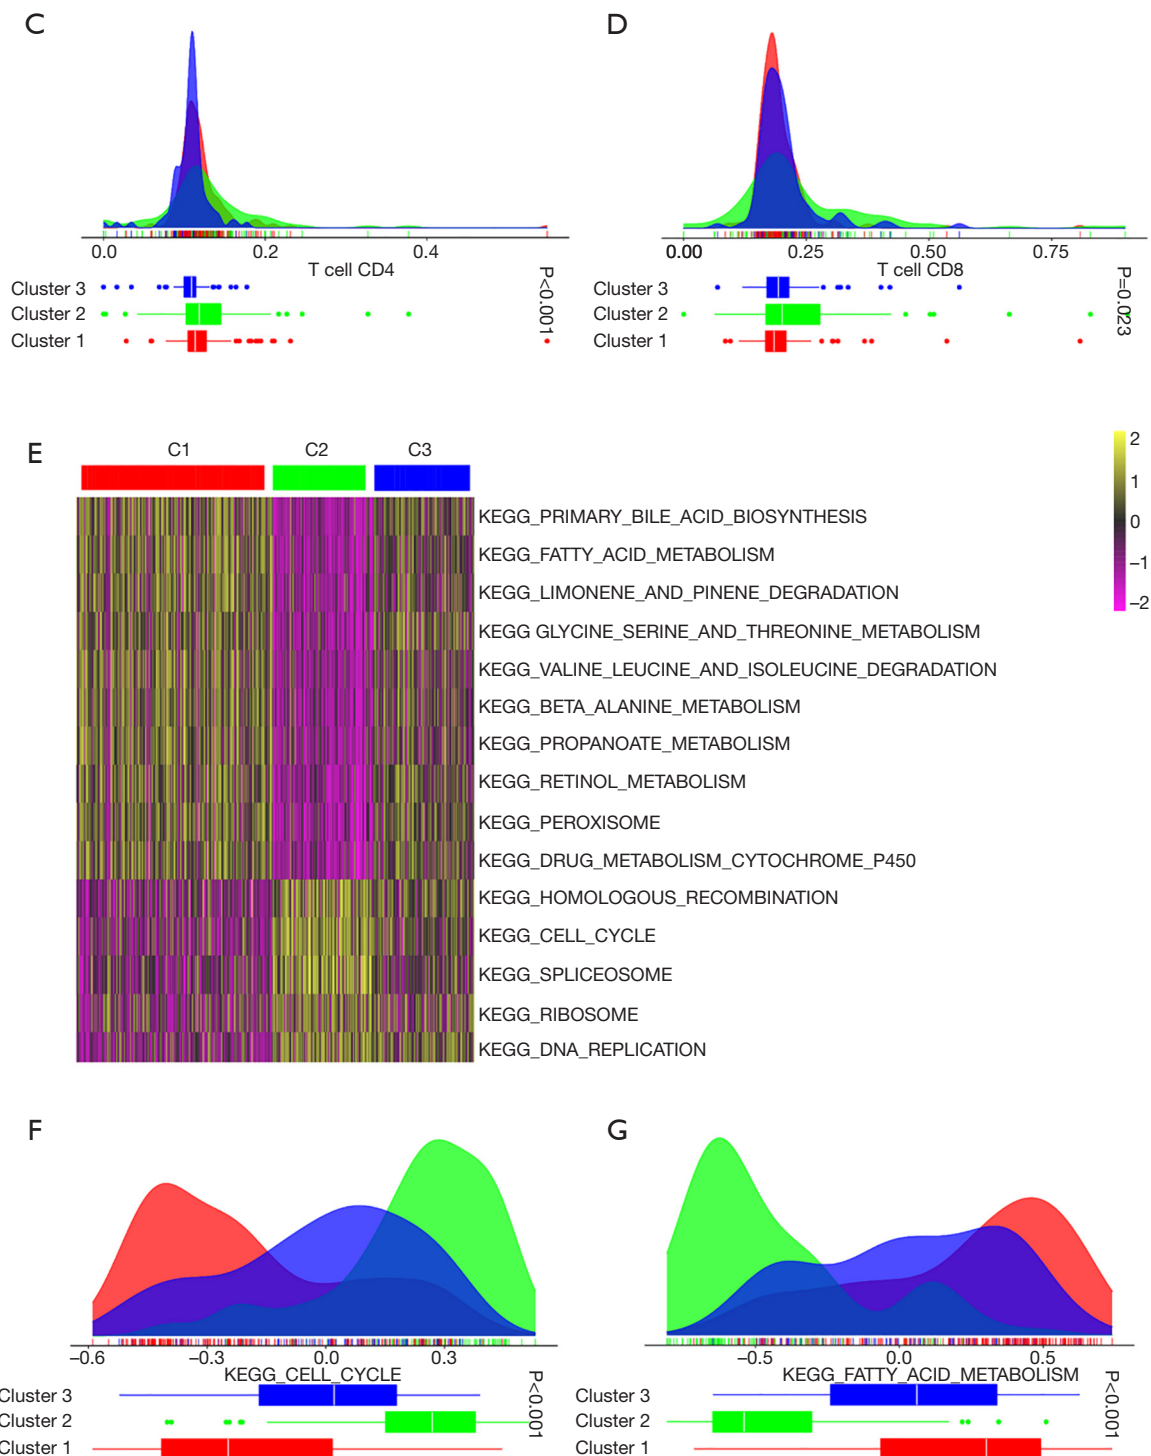 C
0.0 0.2 0.4
T cell CD4
Cluster 3
Cluster 2
Cluster 1
P<0.001
D
0.00 0.25 0.50 0.75
T cell CD8
Cluster 3
Cluster 2
Cluster 1
P=0.023
E
C1 C2 C3
KEGG_PRIMARY_BILE_ACID_BIOSYNTHESIS
KEGG_FATTY_ACID_METABOLISM
KEGG_LIMONENE_AND_PINENE_DEGRADATION
KEGG GLYCINE_SERINE_AND_THREONINE_METABOLISM
KEGG_VALINE_LEUCINE_AND_ISOLEUCINE_DEGRADATION
KEGG_BETA_ALANINE_METABOLISM
KEGG_PROPANOATE_METABOLISM
KEGG_RETINOL_METABOLISM
KEGG_PEROXISOME
KEGG_DRUG_METABOLISM_CYTOCHROME_P450
KEGG_HOMOLOGOUS_RECOMBINATION
KEGG_CELL_CYCLE
KEGG_SPLICEOSOME
KEGG_RIBOSOME
KEGG_DNA_REPLICATION
2
1
0
−1
−2
F
−0.6 −0.3 0.0 0.3
KEGG_CELL_CYCLE
Cluster 3
Cluster 2
Cluster 1
P<0.001
G
−0.5 0.0 0.5
KEGG_FATTY_ACID_METABOLISM
Cluster 3
Cluster 2
Cluster 1
P<0.001